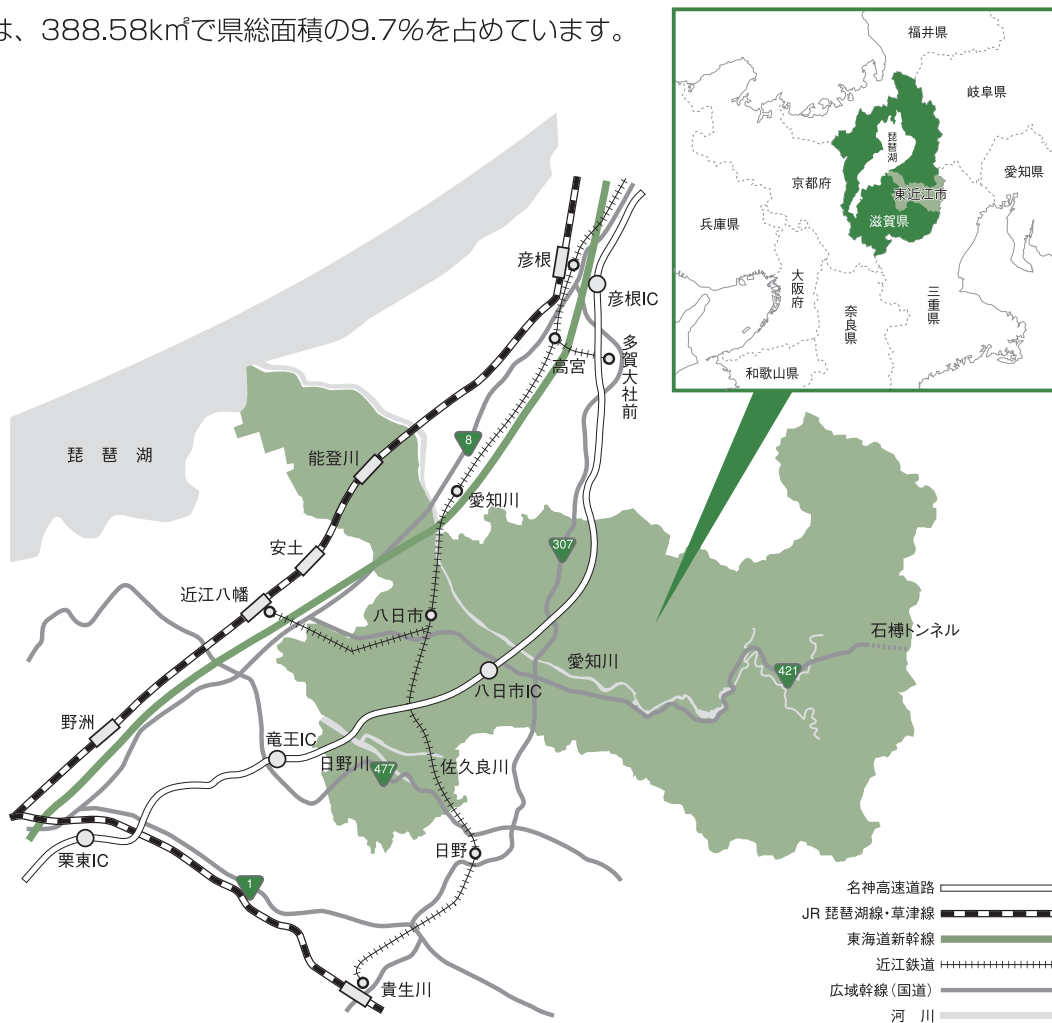 は、388.58k㎡で県総面積の9.7%を占めています。
福井県
岐阜県
琵琶湖
愛知県
京都府
東近江市
兵庫県
滋賀県
大阪府
奈良県
三重県
和歌山県
彦根
彦根IC
多賀大社前
高宮
琵琶湖
8
能登川
愛知川
307
安土
近江八幡
八日市
石榑トンネル
愛知川
421
八日市IC
野洲
竜王IC
日野川
佐久良川
477
日野
栗東IC
1
貴生川
名神高速道路
JR 琵琶湖線・草津線
東海道新幹線
近江鉄道
広域幹線(国道)
河 川